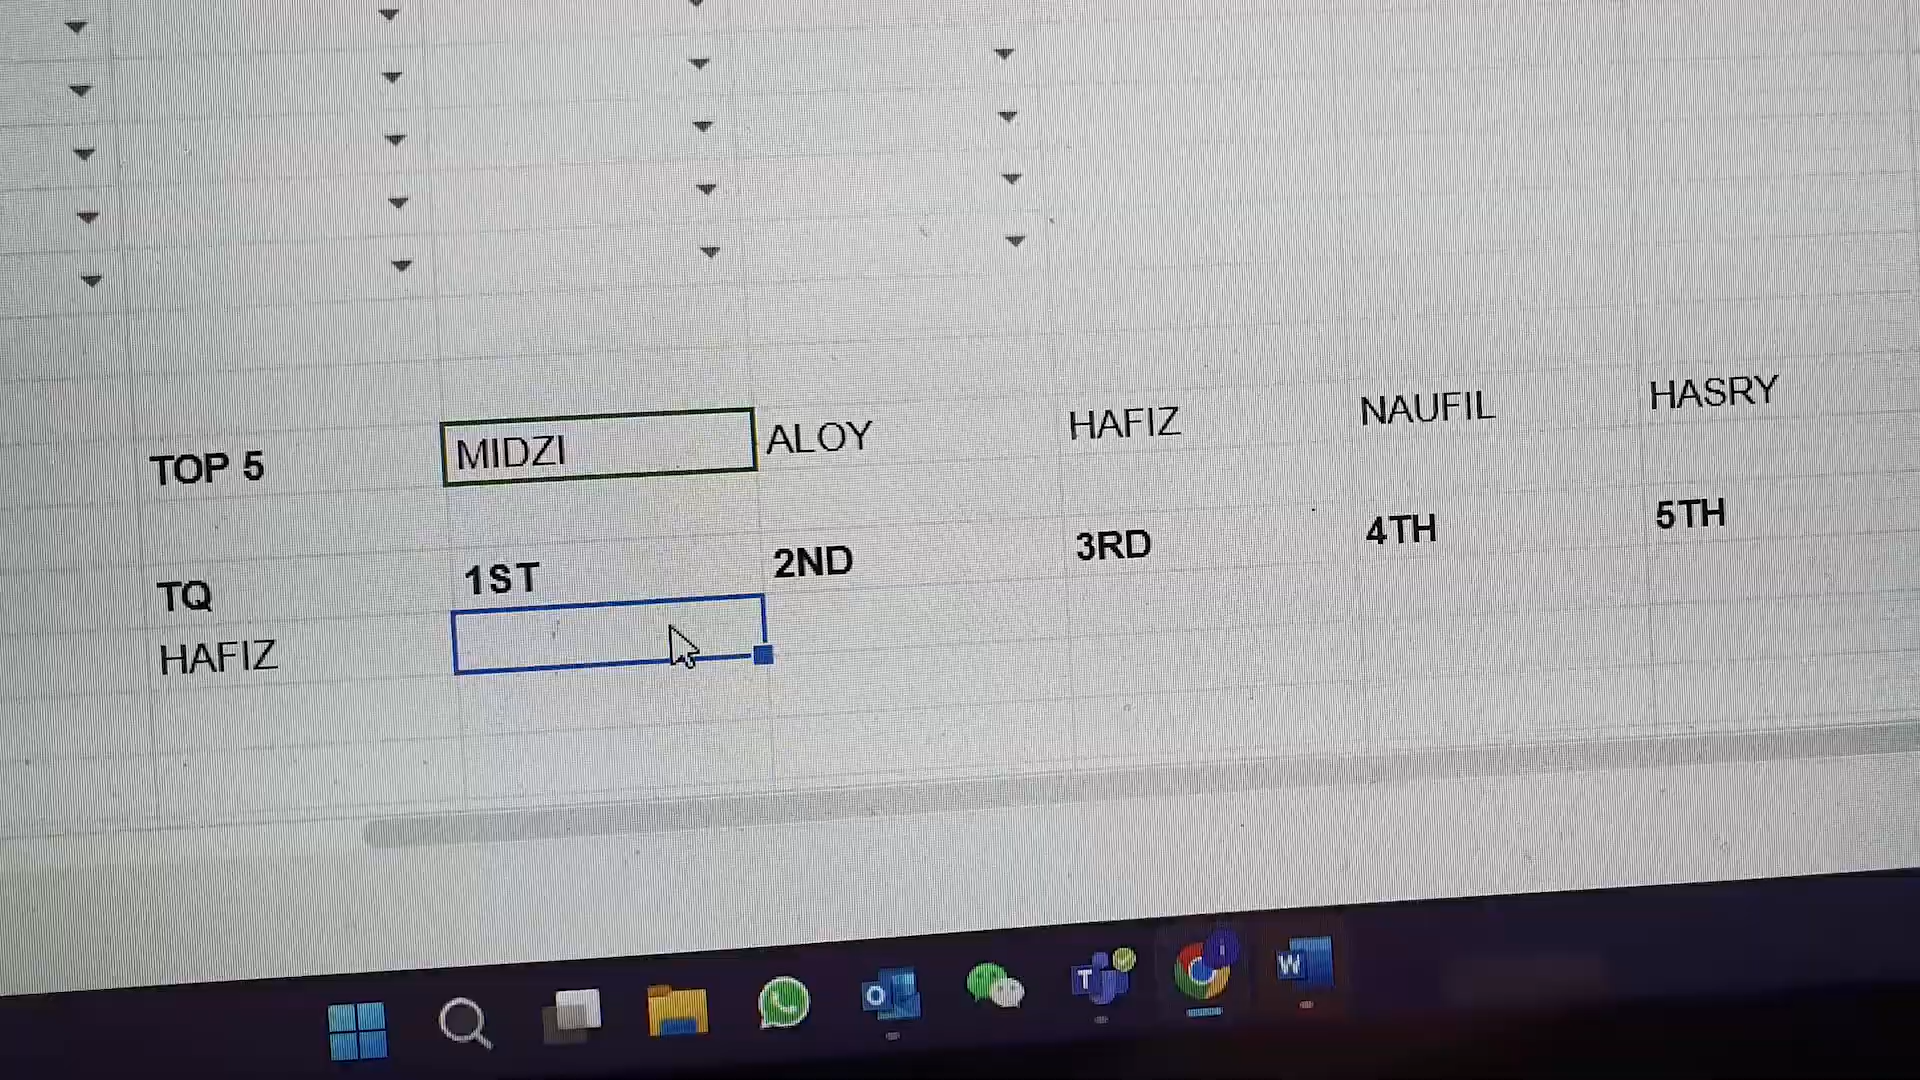 TOP 5 MIDZI ALOY HAFIZ NAUFIL HASRY
TQ 1ST 2ND 3RD 4TH 5TH
HAFIZ
O T W